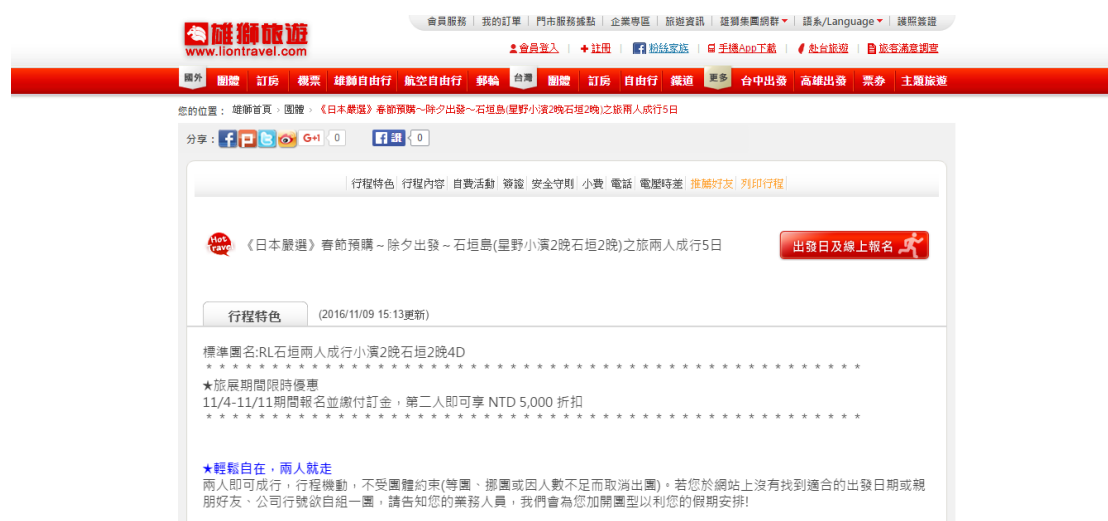 會員服務 我的訂單 門市服務據點 企業專區 旅遊資訊 雄獅集團網群▼ 語系/Language▼ 護照簽證
雄獅旅遊
www.liontravel.com
會員登入 註冊 粉絲家族 手機App下載 赴台旅遊 旅客滿意調查
國外 團體 訂房 機票 雄獅自由行 航空自由行 郵輪 台灣 團體 訂房 自由行 鐵道 更多 台中出發 高雄出發 票券 主題旅遊
您的位置： 雄獅首頁 › 團體 › 《日本嚴選》春節預購～除夕出發～石垣島(星野小濱2晚石垣2晚)之旅兩人成行5日
分享： G+1 0 讚 0
行程特色 行程內容 自費活動 簽證 安全守則 小費 電話 電壓時差 推薦好友 列印行程
Hot Trave 《日本嚴選》春節預購～除夕出發～石垣島(星野小濱2晚石垣2晚)之旅兩人成行5日 出發日及線上報名
行程特色 (2016/11/09 15:13更新)
標準團名:RL石垣兩人成行小濱2晚石垣2晚4D
* * * * * * * * * * * * * * * * * * * * * * * * * * * * * * * * * * * * * * * * * * * * * * * * * *
★旅展期間限時優惠
11/4-11/11期間報名並繳付訂金，第二人即可享 NTD 5,000 折扣
* * * * * * * * * * * * * * * * * * * * * * * * * * * * * * * * * * * * * * * * * * * * * * * * * *
★輕鬆自在，兩人就走
兩人即可成行，行程機動，不受團體約束(等團、挪團或因人數不足而取消出團)。若您於網站上沒有找到適合的出發日期或親
朋好友、公司行號欲自組一團，請告知您的業務人員，我們會為您加開團型以利您的假期安排!